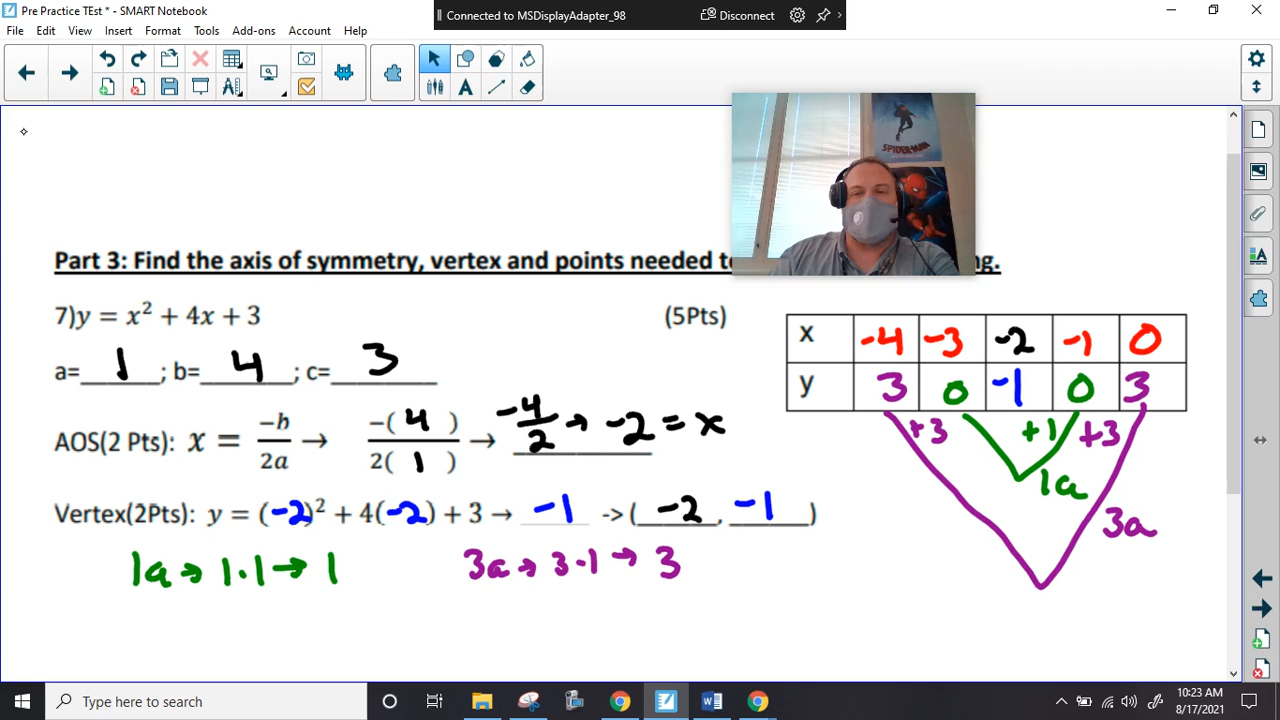 Pre Practice TEst * - SMART Notebook
Connected to MSDisplayAdapter_98
Disconnect
File Edit View Insert Format Tools Add-ons Account Help
SPIDER-MAN
Part 3: Find the axis of symmetry, vertex and points needed t
ng.
7)y = x² + 4x + 3 (5Pts)
a= 1 ; b= 4 ; c= 3
AOS(2 Pts): x = -b/2a → -( 4 )/2( 1 ) → -4/2 → -2 = x
Vertex(2Pts): y = (-2)² + 4(-2) + 3 → -1 -> ( -2 , -1 )
1a → 1·1 → 1 3a → 3·1 → 3
x -4 -3 -2 -1 0
y 3 0 -1 0 3
+3 +1 +3
1a
3a
Type here to search
10:23 AM
8/17/2021